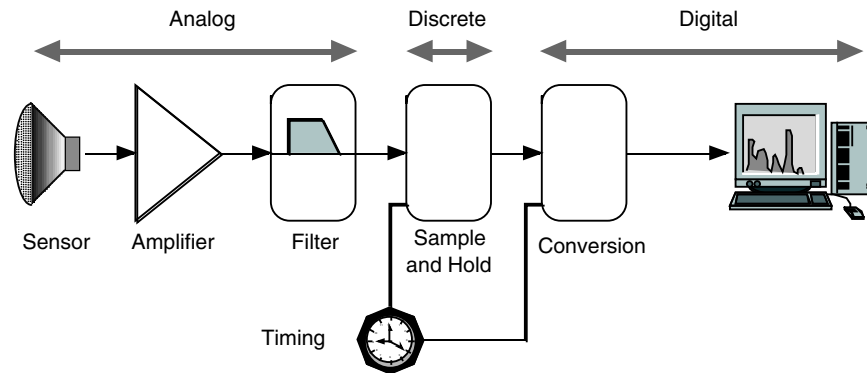 Analog
Discrete
Digital
Sensor
Amplifier
Filter
Sample
and Hold
Conversion
Timing